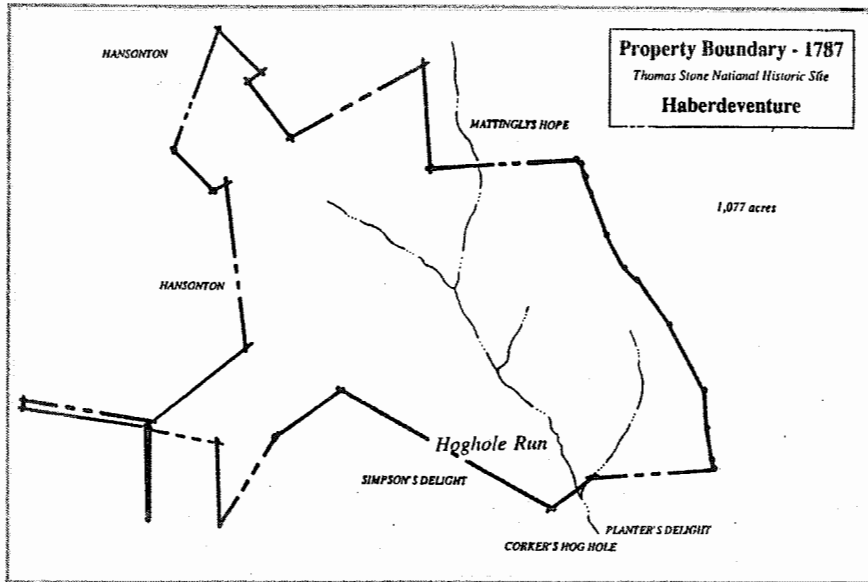 HANSONTON
Property Boundary - 1787
Thomas Stone National Historic Site
Haberdeventure
MATTINGLYS HOPE
1,077 acres
HANSONTON
Hoghole Run
SIMPSON'S DELIGHT
PLANTER'S DELIGHT
CORKER'S HOG HOLE